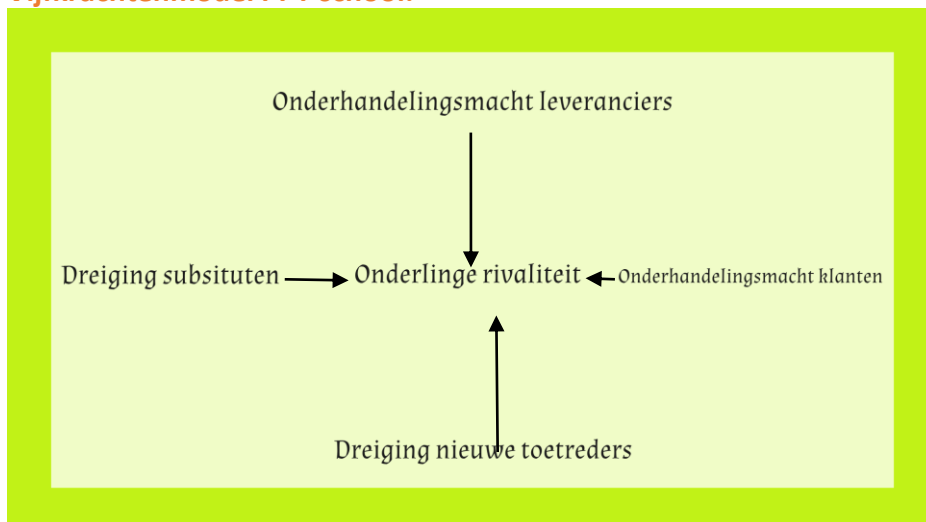 Onderhandelingsmacht leveranciers
Dreiging subsituten
Onderlinge rivaliteit
Onderhandelingsmacht klanten
Dreiging nieuwe toetreders